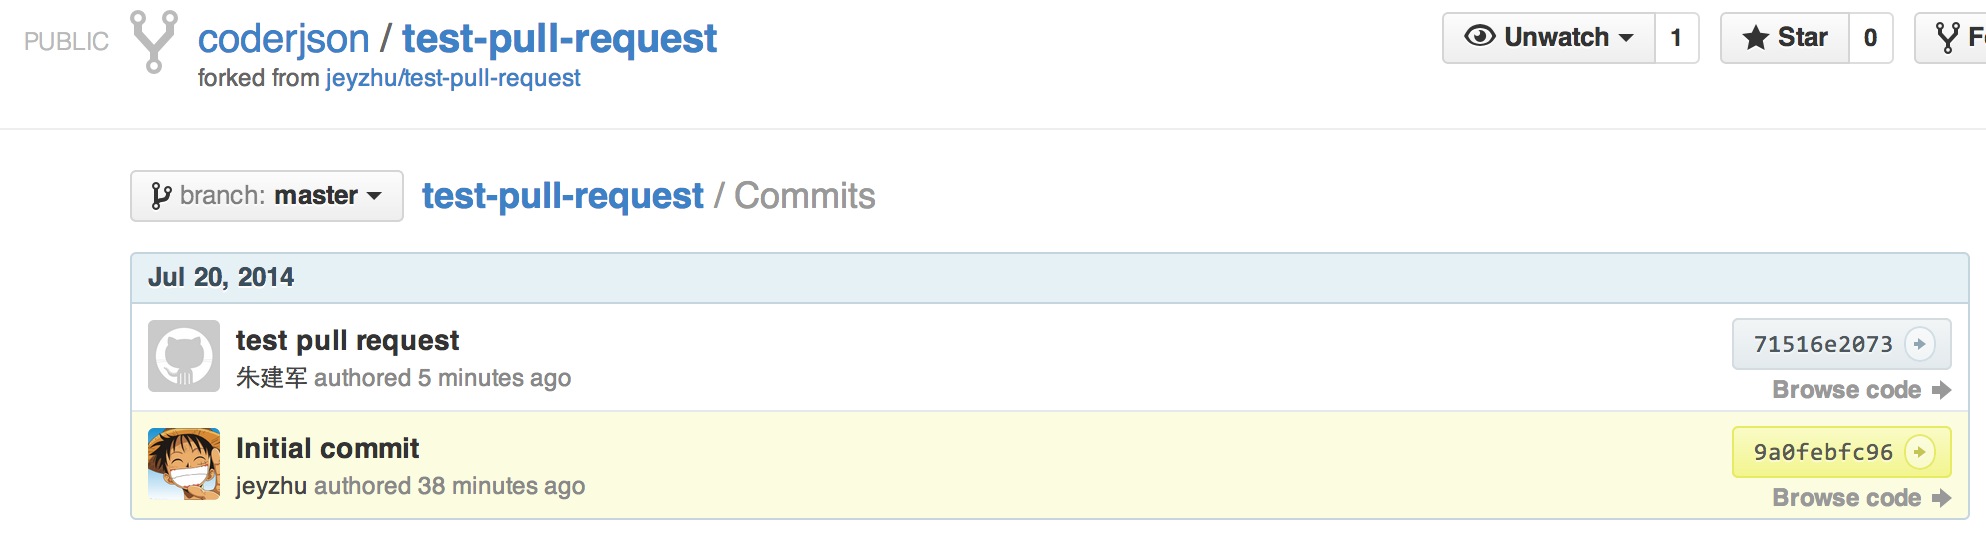 PUBLIC coderjson / test-pull-request Unwatch 1 Star 0
forked from jeyzhu/test-pull-request
branch: master test-pull-request / Commits
Jul 20, 2014
test pull request 71516e2073
朱建军 authored 5 minutes ago Browse code
Initial commit 9a0febfc96
jeyzhu authored 38 minutes ago Browse code